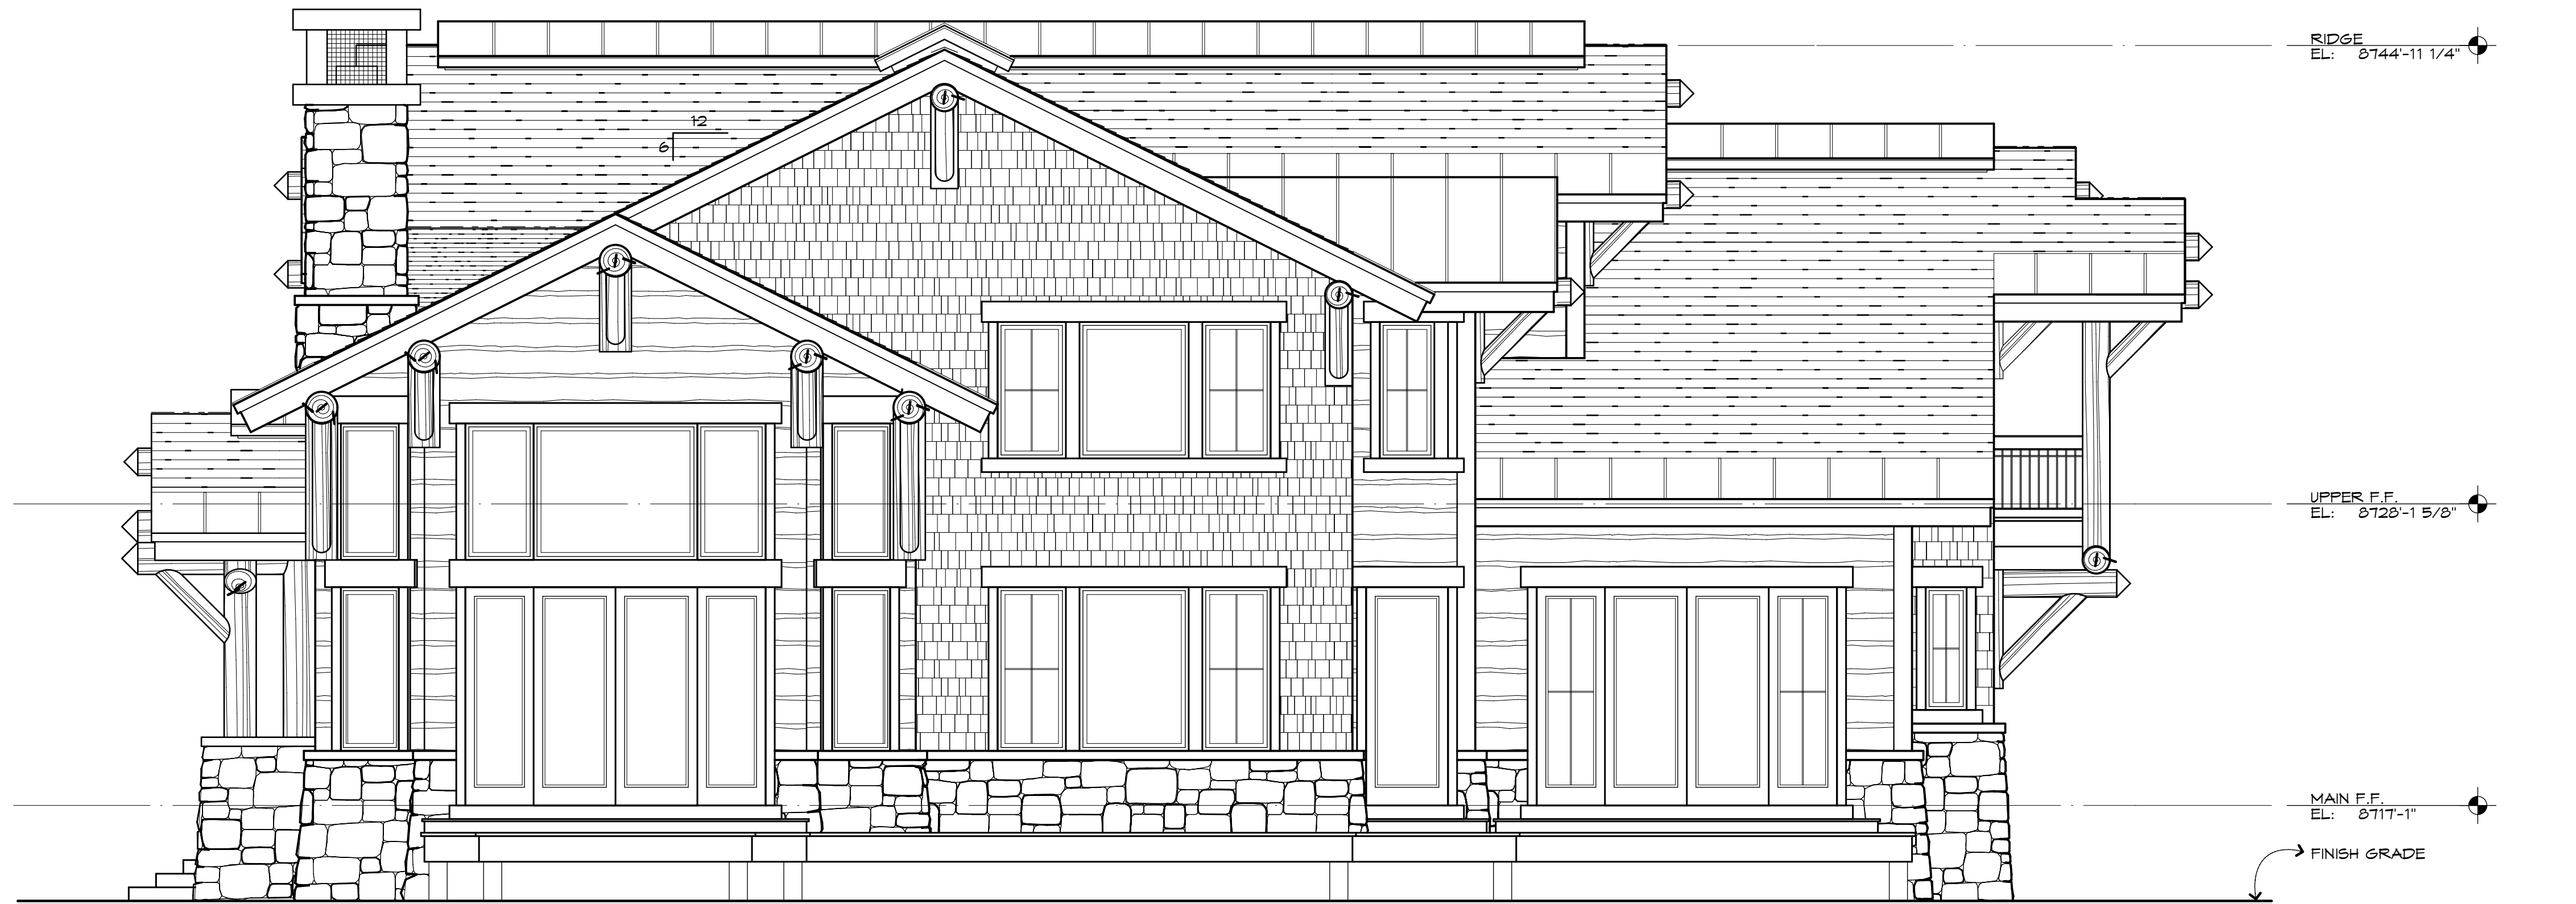 RIDGE
EL: 8744'-11 1/4"
12
6
UPPER F.F.
EL: 8728'-1 5/8"
MAIN F.F.
EL: 8717'-1"
FINISH GRADE